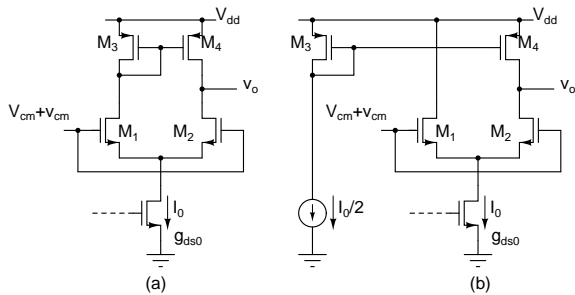 V_dd
M_3
M_4
v_o
V_cm+v_cm
M_1
M_2
I_0
g_ds0
(a)
V_dd
M_3
M_4
v_o
V_cm+v_cm
M_1
M_2
I_0/2
I_0
g_ds0
(b)